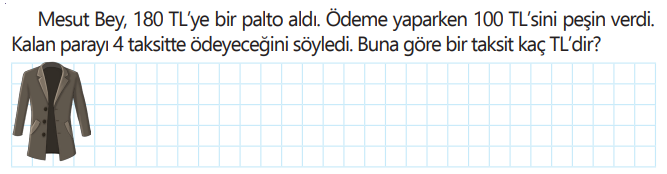 Mesut Bey, 180 TL'ye bir palto aldı. Ödeme yaparken 100 TL'sini peşin verdi.
Kalan parayı 4 taksitte ödeyeceğini söyledi. Buna göre bir taksit kaç TL'dir?